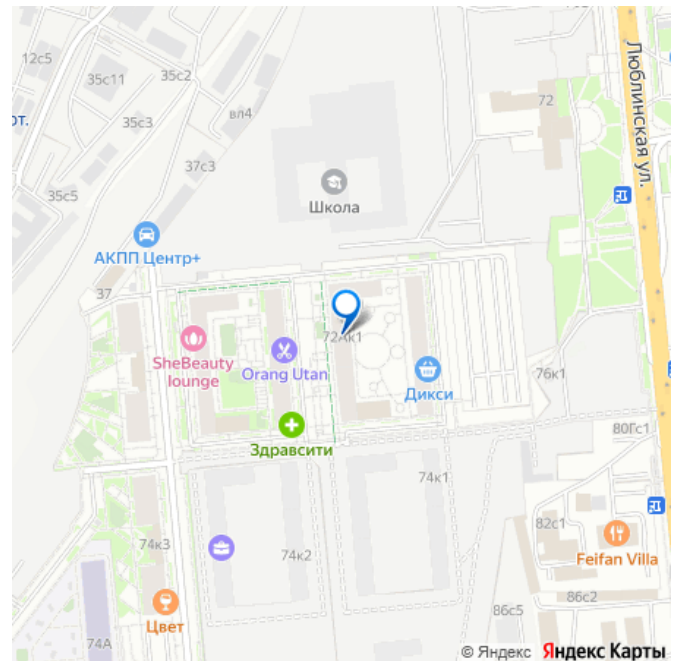 12с5
35с11
35с2
вл4
от.
35с3
72
Люблинская ул.
37с3
35с5
Школа
АКПП Центр+
37
SheBeauty
lounge
Orang Utan
72Ак1
Дикси
76к1
80Гс1
Здравсити
74к1
82с1
Feifan Villa
74к3
74к2
86с2
86с5
Цвет
74А
© Яндекс Яндекс Карты